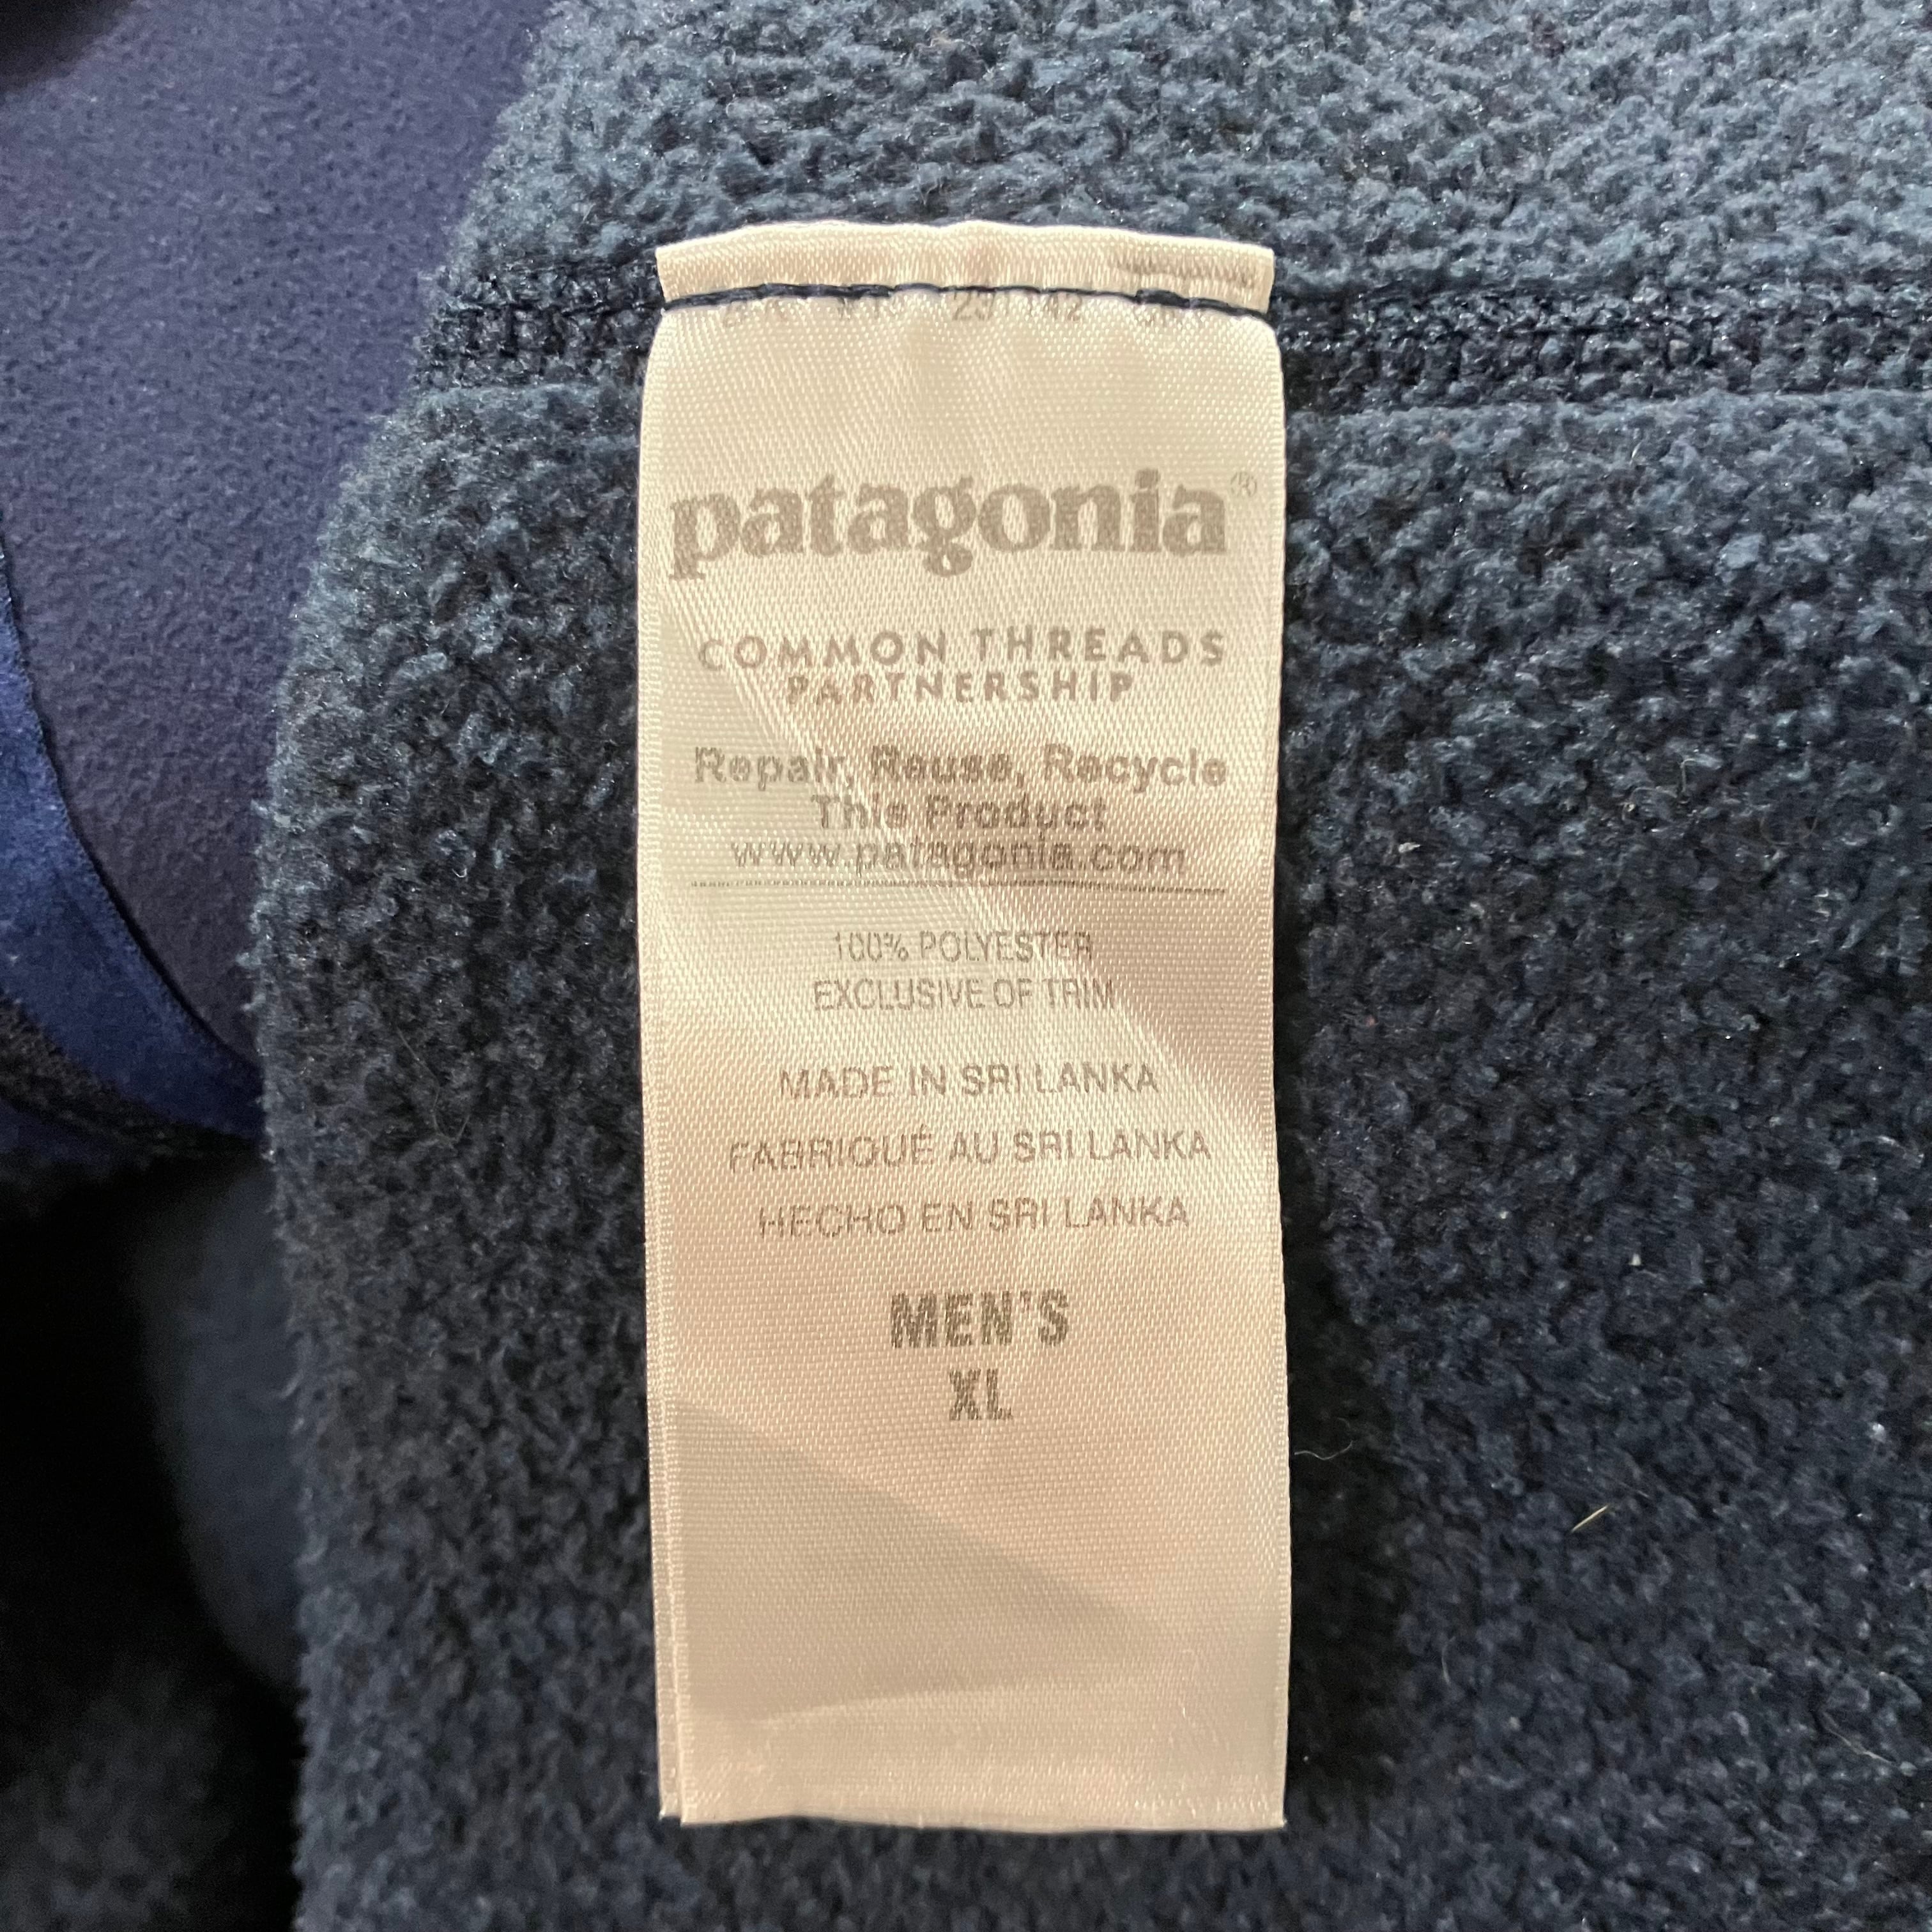 patagonia®
COMMON THREADS
PARTNERSHIP
Repair, Reuse, Recycle
This Product
www.patagonia.com
100% POLYESTER
EXCLUSIVE OF TRIM
MADE IN SRI LANKA
FABRIQUÉ AU SRI LANKA
HECHO EN SRI LANKA
MEN'S
XL